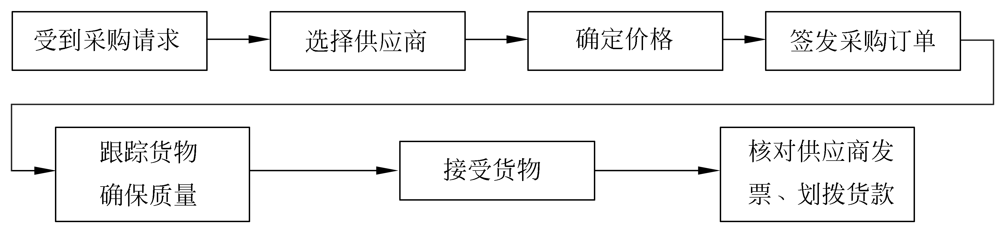 受到采购请求
选择供应商
确定价格
签发采购订单
跟踪货物
确保质量
接受货物
核对供应商发
票、划拨货款